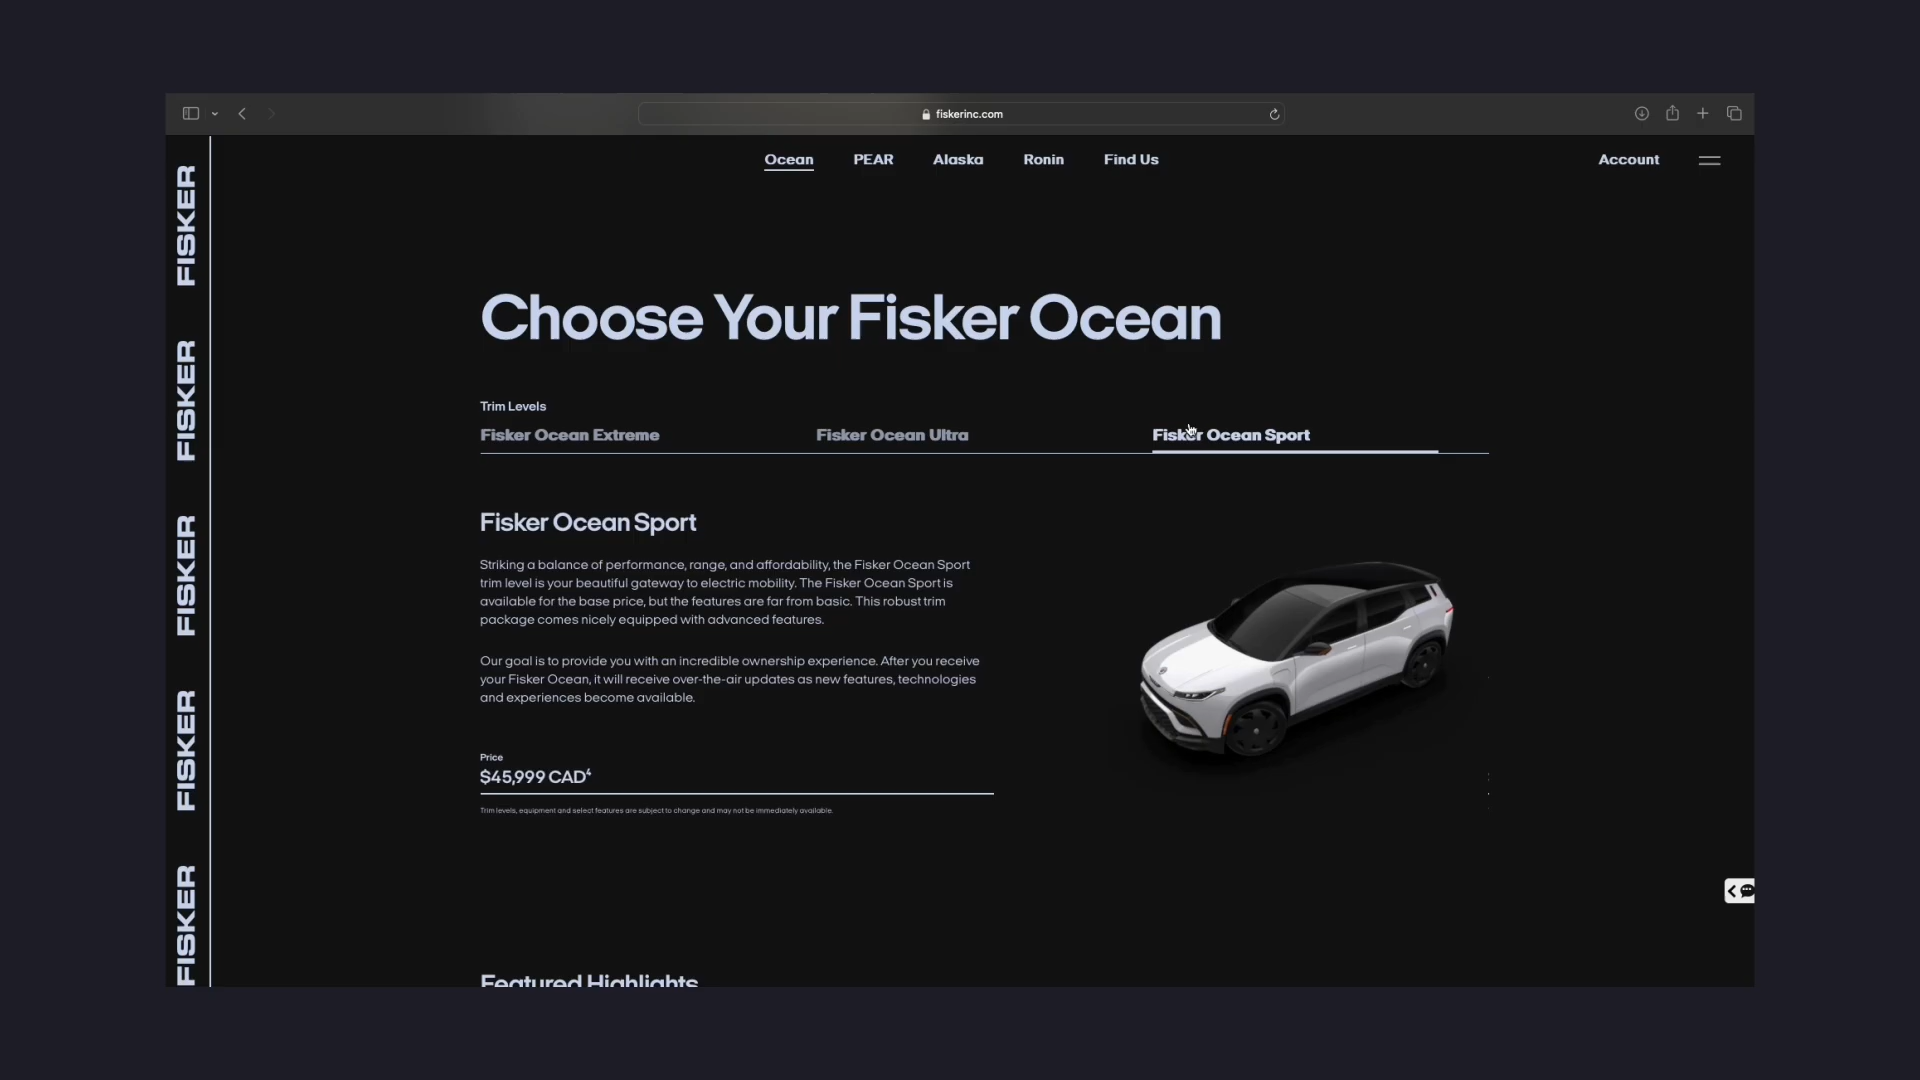 fiskerinc.com
Ocean PEAR Alaska Ronin Find Us Account
FISKER
FISKER
FISKER
FISKER
FISKER
Choose Your Fisker Ocean
Trim Levels
Fisker Ocean Extreme Fisker Ocean Ultra Fisker Ocean Sport
Fisker Ocean Sport
Striking a balance of performance, range, and affordability, the Fisker Ocean Sport
trim level is your beautiful gateway to electric mobility. The Fisker Ocean Sport is
available for the base price, but the features are far from basic. This robust trim
package comes nicely equipped with advanced features.
Our goal is to provide you with an incredible ownership experience. After you receive
your Fisker Ocean, it will receive over-the-air updates as new features, technologies
and experiences become available.
Price
$45,999 CAD⁴
Trim levels, equipment and select features are subject to change and may not be immediately available.
Featured Highlights